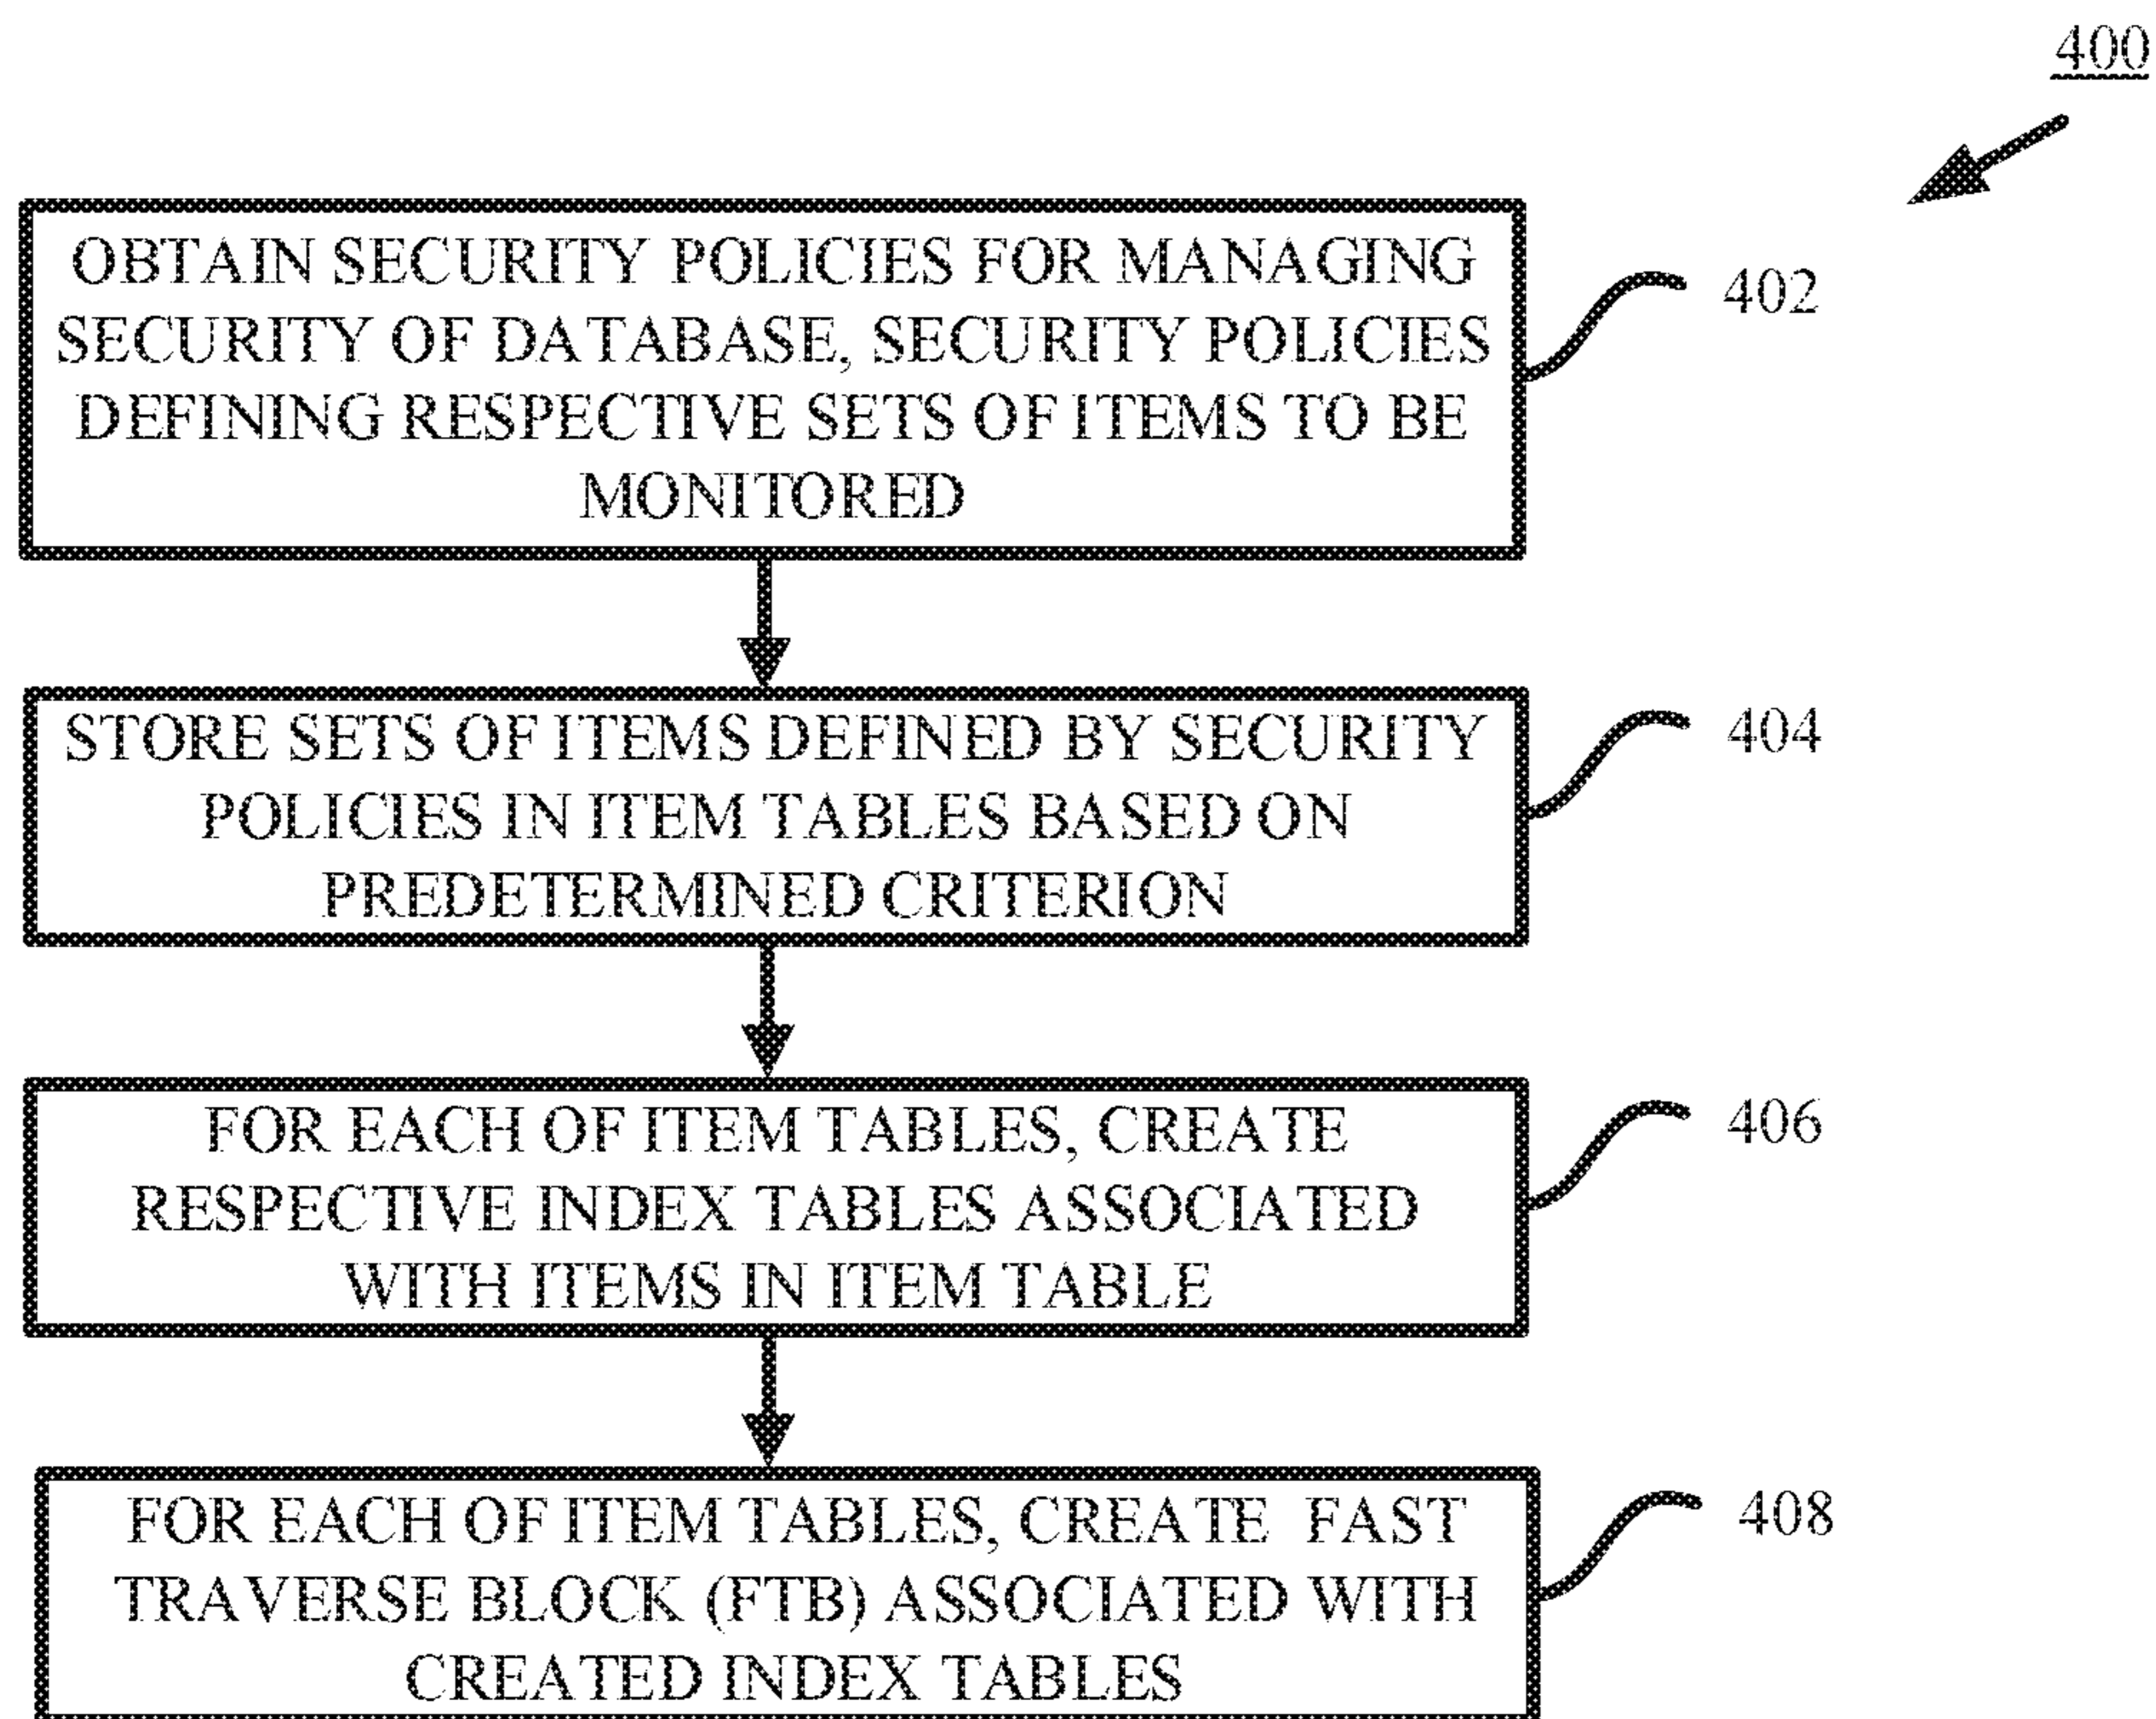 400
OBTAIN SECURITY POLICIES FOR MANAGING
SECURITY OF DATABASE, SECURITY POLICIES
DEFINING RESPECTIVE SETS OF ITEMS TO BE
MONITORED
402
STORE SETS OF ITEMS DEFINED BY SECURITY
POLICIES IN ITEM TABLES BASED ON
PREDETERMINED CRITERION
404
FOR EACH OF ITEM TABLES, CREATE
RESPECTIVE INDEX TABLES ASSOCIATED
WITH ITEMS IN ITEM TABLE
406
FOR EACH OF ITEM TABLES, CREATE FAST
TRAVERSE BLOCK (FTB) ASSOCIATED WITH
CREATED INDEX TABLES
408